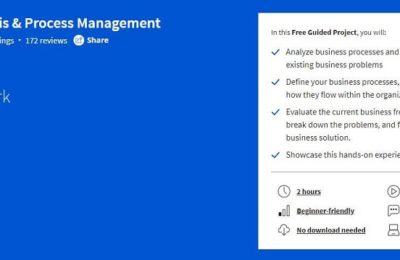 is & Process Management
ings • 172 reviews Share
rk
In this Free Guided Project, you will:
Analyze business processes and
existing business problems
Define your business processes,
how they flow within the organiz
Evaluate the current business fr
break down the problems, and f
business solution.
Showcase this hands-on experie
2 hours
Beginner-friendly
No download needed